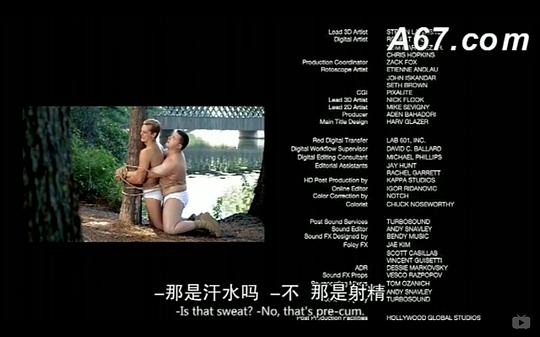 A67.com
Lead 3D Artist
Digital Artist
CHRIS HOPKINS
Production Coordinator ZACK FOX
Rotoscope Artist ETIENNE ANDLAU
JOHN ISKANDAR
SETH BROWN
CGI PIXALITE
Lead 3D Artist NICK FLOOK
Lead 2D Artist MIKE SEVIGNY
Producer ADEN BAHADORI
Main Title Design HARV GLAZER
Red Digital Transfer LAB 601, INC.
Digital Workflow Supervisor DAVID C. BALLARD
Digital Editing Consultant MICHAEL PHILLIPS
Editorial Assistants JAY HUNT
RACHEL GARRETT
HD Post Production by KAPPA STUDIOS
Online Editor IGOR RIDANOVIC
Color Correction by NOTCH
Colorist CHUCK NOSEWORTHY
Post Sound Services TURBOSOUND
Sound Editor ANDY SNAVLEY
Sound FX Designed by BENDY MUSIC
Foley FX JAE KIM
SCOTT CASILLAS
VINCENT GUISETTI
ADR DESSIE MARKOVSKY
Sound FX Props VESCO RAZPOPOV
TOM OZANICH
ANDY SNAVLEY
TURBOSOUND
–那是汗水吗 –不 那是射精
-Is that sweat? -No, that's pre-cum.
Post Production Facilities HOLLYWOOD GLOBAL STUDIOS